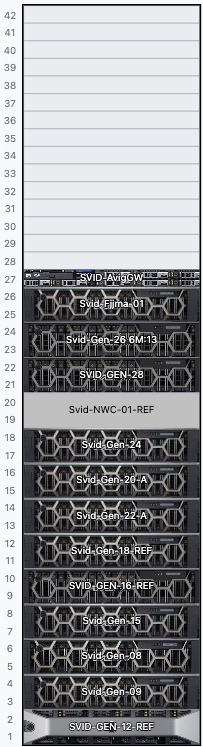 42
41
40
39
38
37
36
35
34
33
32
31
30
29
28
27 SVID-AvigGW
26
25 Svid-Fjima-01
24
23 Svid-Gen-26 6M:13
22
21 SVID-GEN-28
20
19 Svid-NWC-01-REF
18
17 Svid-Gen-24
16
15 Svid-Gen-20-A
14
13 Svid-Gen-22-A
12
11 Svid-Gen-18-REF
10
9 SVID-GEN-16-REF
8
7 Svid-Gen-15
6
5 Svid-Gen-08
4
3 Svid-Gen-09
2
1 SVID-GEN-12-REF